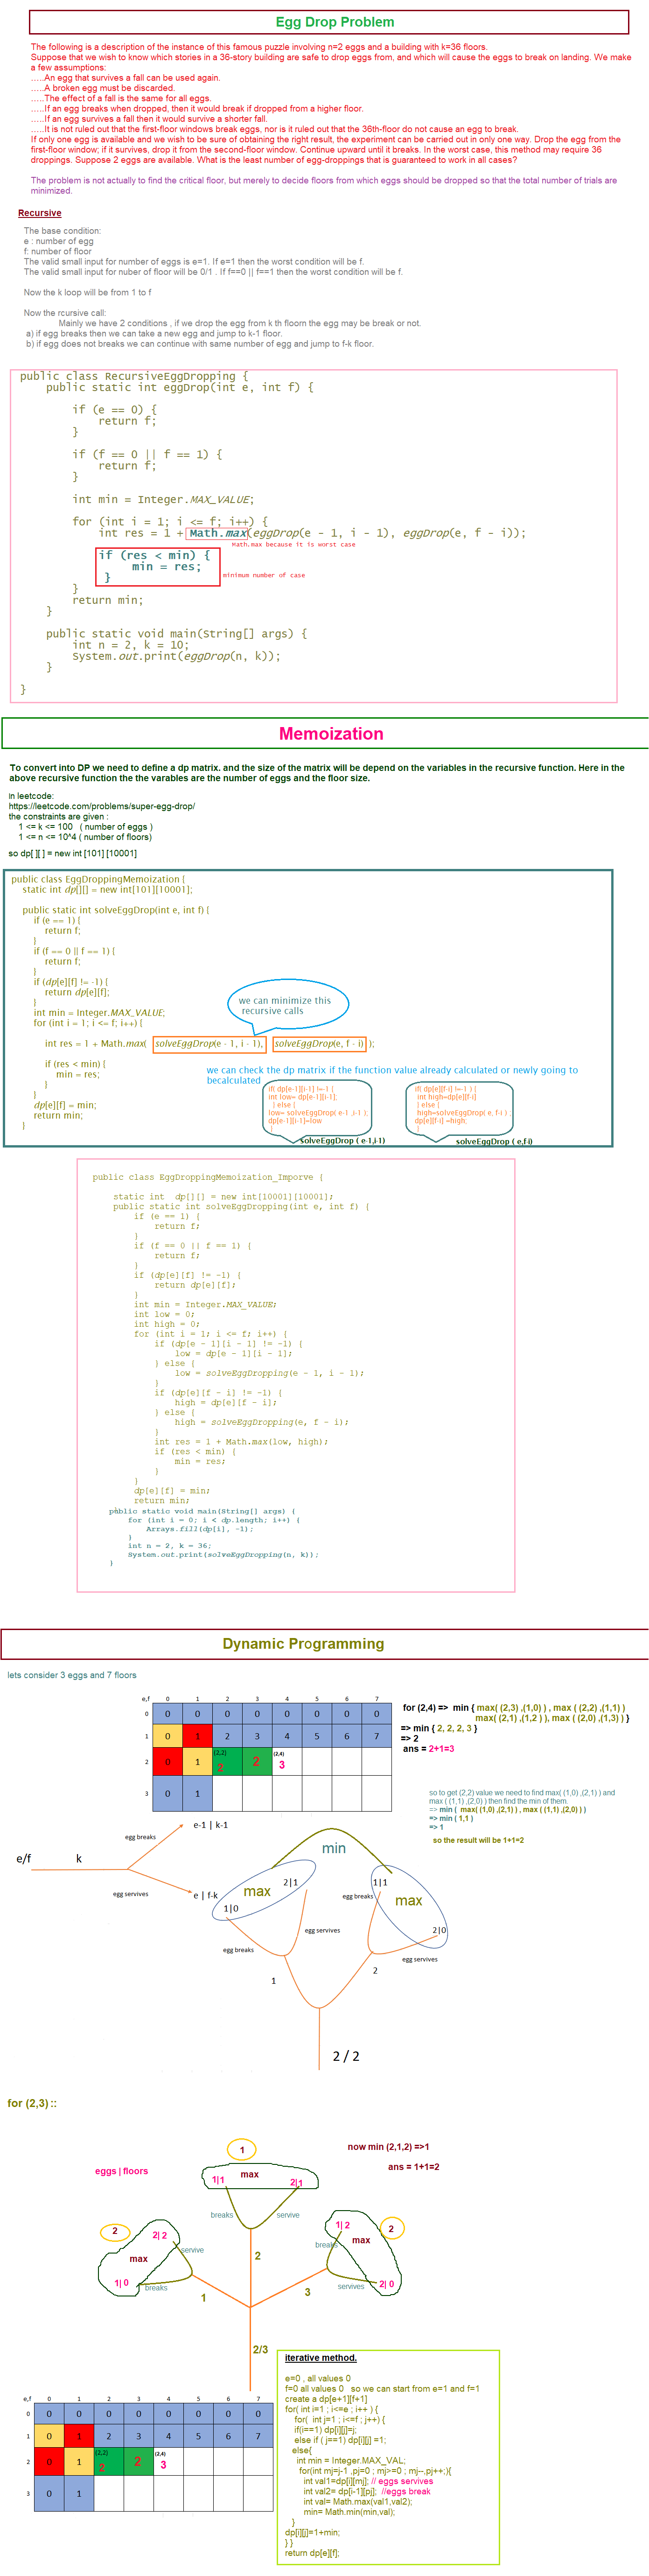 Egg Drop Problem
The following is a description of the instance of this famous puzzle involving n=2 eggs and a building with k=36 floors.
Suppose that we wish to know which stories in a 36-story building are safe to drop eggs from, and which will cause the eggs to break on landing. We make
a few assumptions:
…..An egg that survives a fall can be used again.
…..A broken egg must be discarded.
…..The effect of a fall is the same for all eggs.
…..If an egg breaks when dropped, then it would break if dropped from a higher floor.
…..If an egg survives a fall then it would survive a shorter fall.
…..It is not ruled out that the first-floor windows break eggs, nor is it ruled out that the 36th-floor do not cause an egg to break.
If only one egg is available and we wish to be sure of obtaining the right result, the experiment can be carried out in only one way. Drop the egg from the
first-floor window; if it survives, drop it from the second-floor window. Continue upward until it breaks. In the worst case, this method may require 36
droppings. Suppose 2 eggs are available. What is the least number of egg-droppings that is guaranteed to work in all cases?
The problem is not actually to find the critical floor, but merely to decide floors from which eggs should be dropped so that the total number of trials are
minimized.
Recursive
The base condition:
e : number of egg
f: number of floor
The valid small input for number of eggs is e=1. If e=1 then the worst condition will be f.
The valid small input for nuber of floor will be 0/1 . If f==0 || f==1 then the worst condition will be f.
Now the k loop will be from 1 to f
Now the rcursive call:
Mainly we have 2 conditions , if we drop the egg from k th floorn the egg may be break or not.
a) if egg breaks then we can take a new egg and jump to k-1 floor.
b) if egg does not breaks we can continue with same number of egg and jump to f-k floor.
public class RecursiveEggDropping {
public static int eggDrop(int e, int f) {
if (e == 0) {
return f;
}
if (f == 0 || f == 1) {
return f;
}
int min = Integer.MAX_VALUE;
for (int i = 1; i <= f; i++) {
int res = 1 + Math.max(eggDrop(e - 1, i - 1), eggDrop(e, f - i));
Math.max because it is worst case
if (res < min) {
min = res;
}
minimum number of case
}
return min;
}
public static void main(String[] args) {
int n = 2, k = 10;
System.out.print(eggDrop(n, k));
}
}
Memoization
To convert into DP we need to define a dp matrix. and the size of the matrix will be depend on the variables in the recursive function. Here in the
above recursive function the the varables are the number of eggs and the floor size.
In leetcode:
https://leetcode.com/problems/super-egg-drop/
the constraints are given :
1 <= k <= 100 ( number of eggs )
1 <= n <= 10^4 ( number of floors)
so dp[ ][ ] = new int [101] [10001]
public class EggDroppingMemoization {
static int dp[][] = new int[101][10001];
public static int solveEggDrop(int e, int f) {
if (e == 1) {
return f;
}
if (f == 0 || f == 1) {
return f;
}
if (dp[e][f] != -1) {
return dp[e][f];
}
int min = Integer.MAX_VALUE;
for (int i = 1; i <= f; i++) {
we can minimize this
recursive calls
int res = 1 + Math.max( solveEggDrop(e - 1, i - 1), solveEggDrop(e, f - i) );
if (res < min) {
min = res;
}
}
dp[e][f] = min;
return min;
}
we can check the dp matrix if the function value already calculated or newly going to
becalculated
if( dp[e-1][i-1] !=-1 {
int low= dp[e-1][i-1];
} else {
low= solveEggDrop( e-1 ,i-1 );
dp[e-1][i-1]=low
}
solveEggDrop ( e-1,i-1)
if( dp[e][f-i] !=-1 ) {
int high=dp[e][f-i]
} else {
high=solveEggDrop( e, f-i ) ;
dp[e][f-i] =high;
}
solveEggDrop ( e,f-i)
public class EggDroppingMemoization_Imporve {
static int dp[][] = new int[10001][10001];
public static int solveEggDropping(int e, int f) {
if (e == 1) {
return f;
}
if (f == 0 || f == 1) {
return f;
}
if (dp[e][f] != -1) {
return dp[e][f];
}
int min = Integer.MAX_VALUE;
int low = 0;
int high = 0;
for (int i = 1; i <= f; i++) {
if (dp[e - 1][i - 1] != -1) {
low = dp[e - 1][i - 1];
} else {
low = solveEggDropping(e - 1, i - 1);
}
if (dp[e][f - i] != -1) {
high = dp[e][f - i];
} else {
high = solveEggDropping(e, f - i);
}
int res = 1 + Math.max(low, high);
if (res < min) {
min = res;
}
}
dp[e][f] = min;
return min;
}
public static void main(String[] args) {
for (int i = 0; i < dp.length; i++) {
Arrays.fill(dp[i], -1);
}
int n = 2, k = 36;
System.out.print(solveEggDropping(n, k));
}
Dynamic Programming
lets consider 3 eggs and 7 floors
e,f 0 1 2 3 4 5 6 7
0 0 0 0 0 0 0 0 0
1 0 1 2 3 4 5 6 7
2 0 1 (2,2) 2 2 (2,4) 3
3 0 1
for (2,4) => min { max( (2,3) ,(1,0) ) , max ( (2,2) ,(1,1) )
max( (2,1) ,(1,2 ) ), max ( (2,0) ,(1,3) ) }
=> min { 2, 2, 2, 3 }
=> 2
ans = 2+1=3
so to get (2,2) value we need to find max( (1,0) ,(2,1) ) and
max ( (1,1) ,(2,0) ) then find the min of them.
=> min ( max( (1,0) ,(2,1) ) , max ( (1,1) ,(2,0) ) )
=> min ( 1,1 )
=> 1
so the result will be 1+1=2
e/f k
egg breaks
e-1 | k-1
egg servives
e | f-k
min
max
2|1
1|0
1|1
max
2|0
egg breaks
egg servives
egg breaks
egg servives
1
2
2 / 2
for (2,3) ::
eggs | floors
1
max
1|1
2|1
now min (2,1,2) =>1
ans = 1+1=2
breaks
servive
2
2| 2
max
1| 0
servive
breaks
1
2
3
1| 2
max
2
2| 0
breaks
servives
2/3
e,f 0 1 2 3 4 5 6 7
0 0 0 0 0 0 0 0 0
1 0 1 2 3 4 5 6 7
2 0 1 (2,2) 2 2 (2,4) 3
3 0 1
iterative method.
e=0 , all values 0
f=0 all values 0 so we can start from e=1 and f=1
create a dp[e+1][f+1]
for( int i=1 ; i<=e ; i++ ) {
for( int j=1 ; i<=f ; j++) {
if(i==1) dp[i][j]=j;
else if ( j==1) dp[i][j] =1;
else{
int min = Integer.MAX_VAL;
for(int mj=j-1 ,pj=0 ; mj>=0 ; mj--,pj++;){
int val1=dp[i][mj]; // eggs servives
int val2= dp[i-1][pj]; //egg break
int val= Math.max(val1,val2);
min= Math.min(min,val);
}
dp[i][j]=1+min;
} }
return dp[e][f];